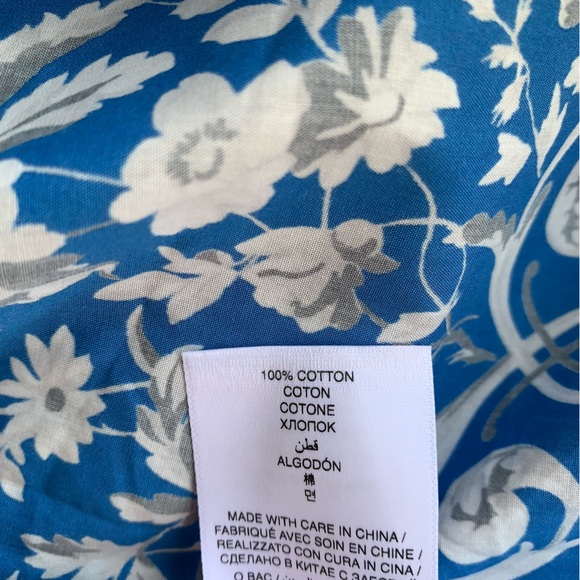 100% COTTON
COTON
COTONE
ХЛОПОК
قطن
ALGODÓN
棉
면
MADE WITH CARE IN CHINA /
FABRIQUÉ AVEC SOIN EN CHINE /
REALIZZATO CON CURA IN CINA /
СДЕЛАНО В КИТАЕ С ЗАБОТОЙ
О ВАС /